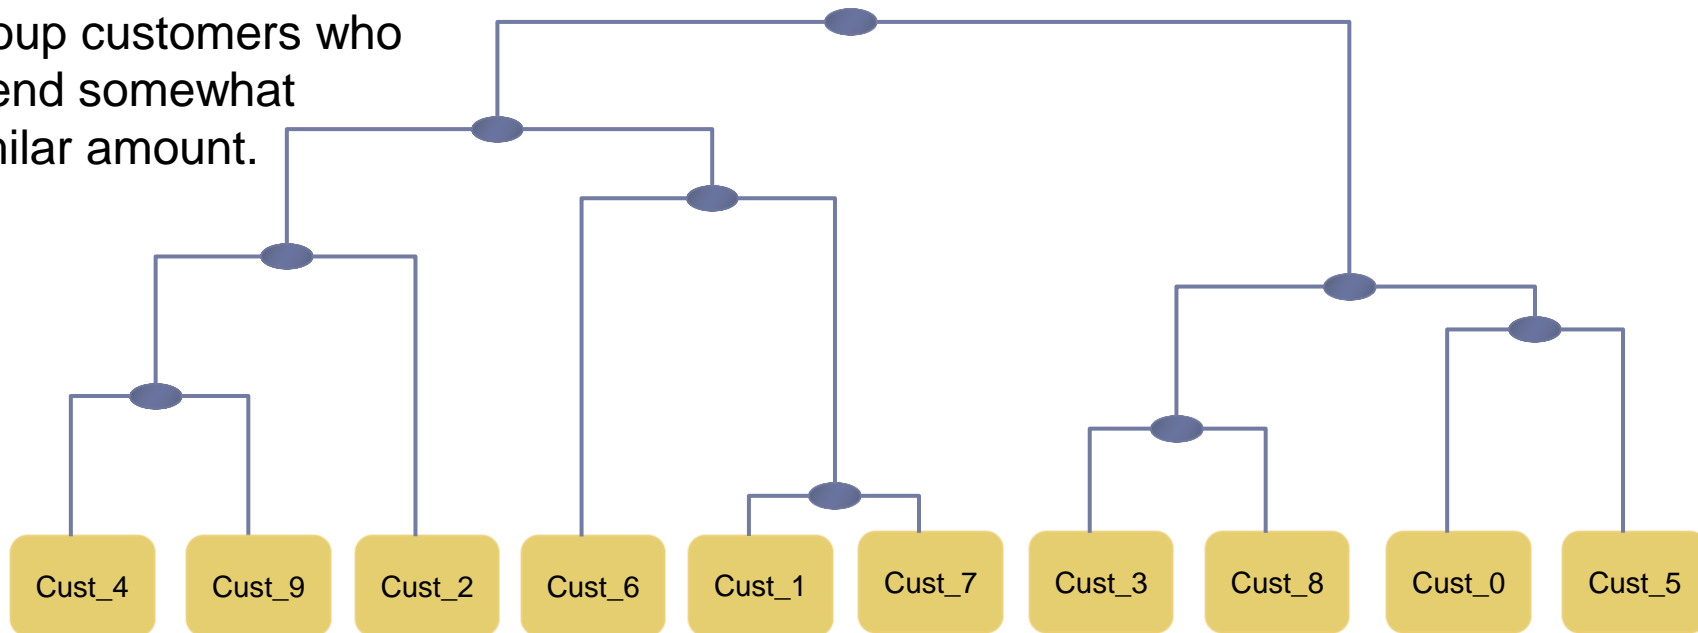 oup customers who
end somewhat
nilar amount.
Cust_4
Cust_9
Cust_2
Cust_6
Cust_1
Cust_7
Cust_3
Cust_8
Cust_0
Cust_5